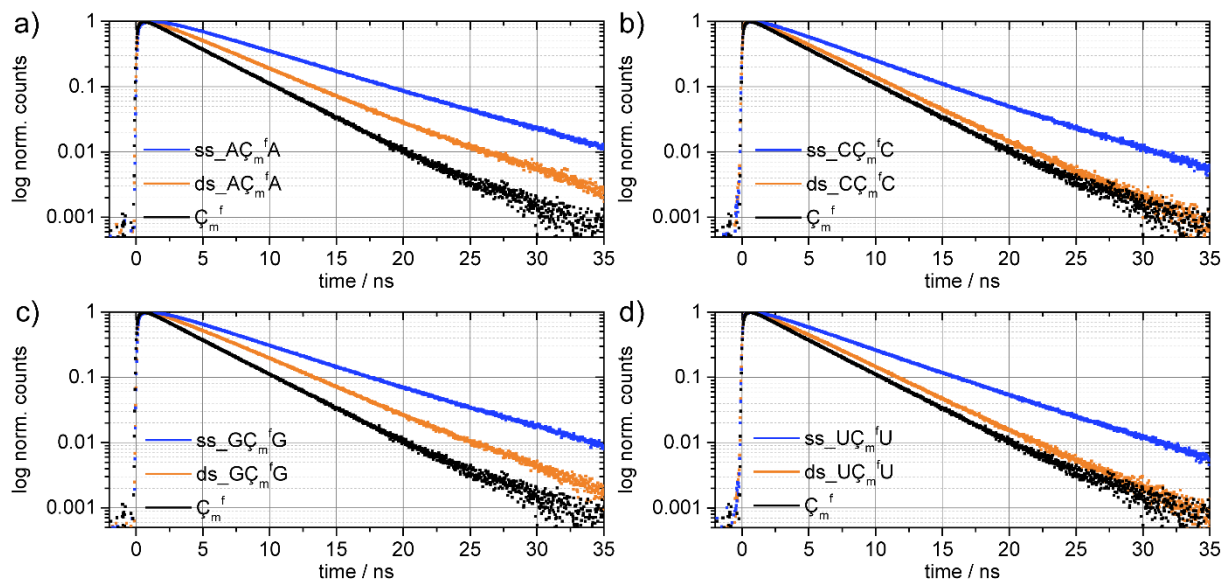 a)
log norm. counts
1
0.1
0.01
0.001
ss_AÇₘᶠA
ds_AÇₘᶠA
Çₘᶠ
0 5 10 15 20 25 30 35
time / ns
b)
log norm. counts
1
0.1
0.01
0.001
ss_CÇₘᶠC
ds_CÇₘᶠC
Çₘᶠ
0 5 10 15 20 25 30 35
time / ns
c)
log norm. counts
1
0.1
0.01
0.001
ss_GÇₘᶠG
ds_GÇₘᶠG
Çₘᶠ
0 5 10 15 20 25 30 35
time / ns
d)
log norm. counts
1
0.1
0.01
0.001
ss_UÇₘᶠU
ds_UÇₘᶠU
Çₘᶠ
0 5 10 15 20 25 30 35
time / ns